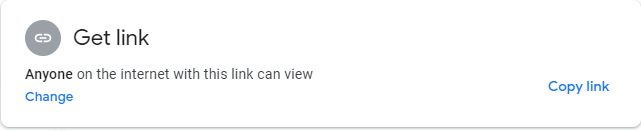 Get link
Anyone on the internet with this link can view
Change
Copy link